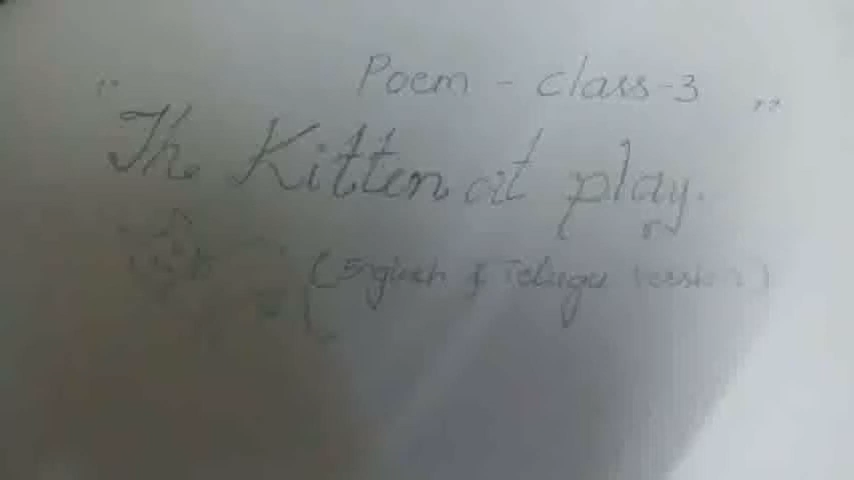 Poem - class-3
"The Kitten at play."
(English & Telugu version)